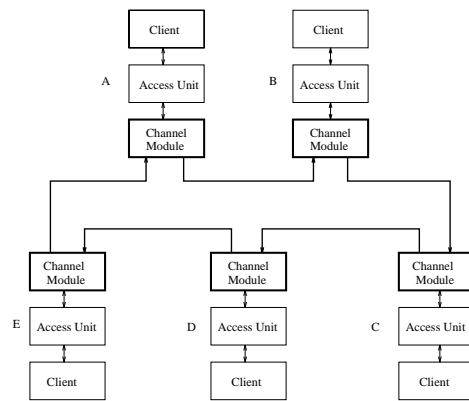 Client
Client
A
Access Unit
B
Access Unit
Channel
Module
Channel
Module
Channel
Module
Channel
Module
Channel
Module
E
Access Unit
D
Access Unit
C
Access Unit
Client
Client
Client